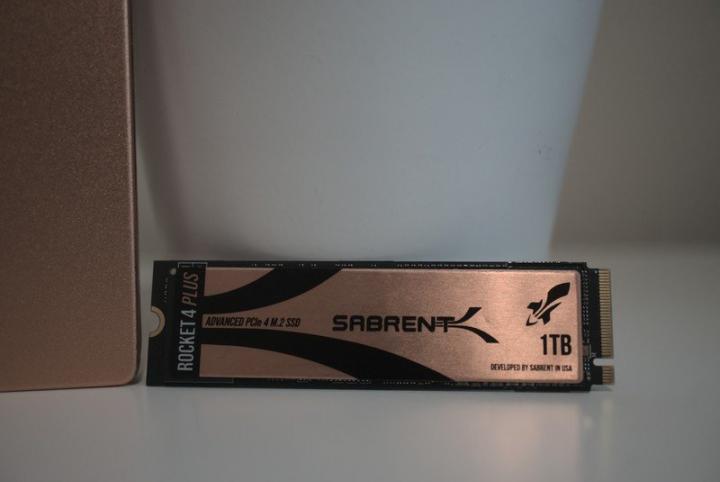 ROCKET 4 PLUS
ADVANCED PCIe 4 M.2 SSD
SABRENT
1TB
DEVELOPED BY SABRENT IN USA